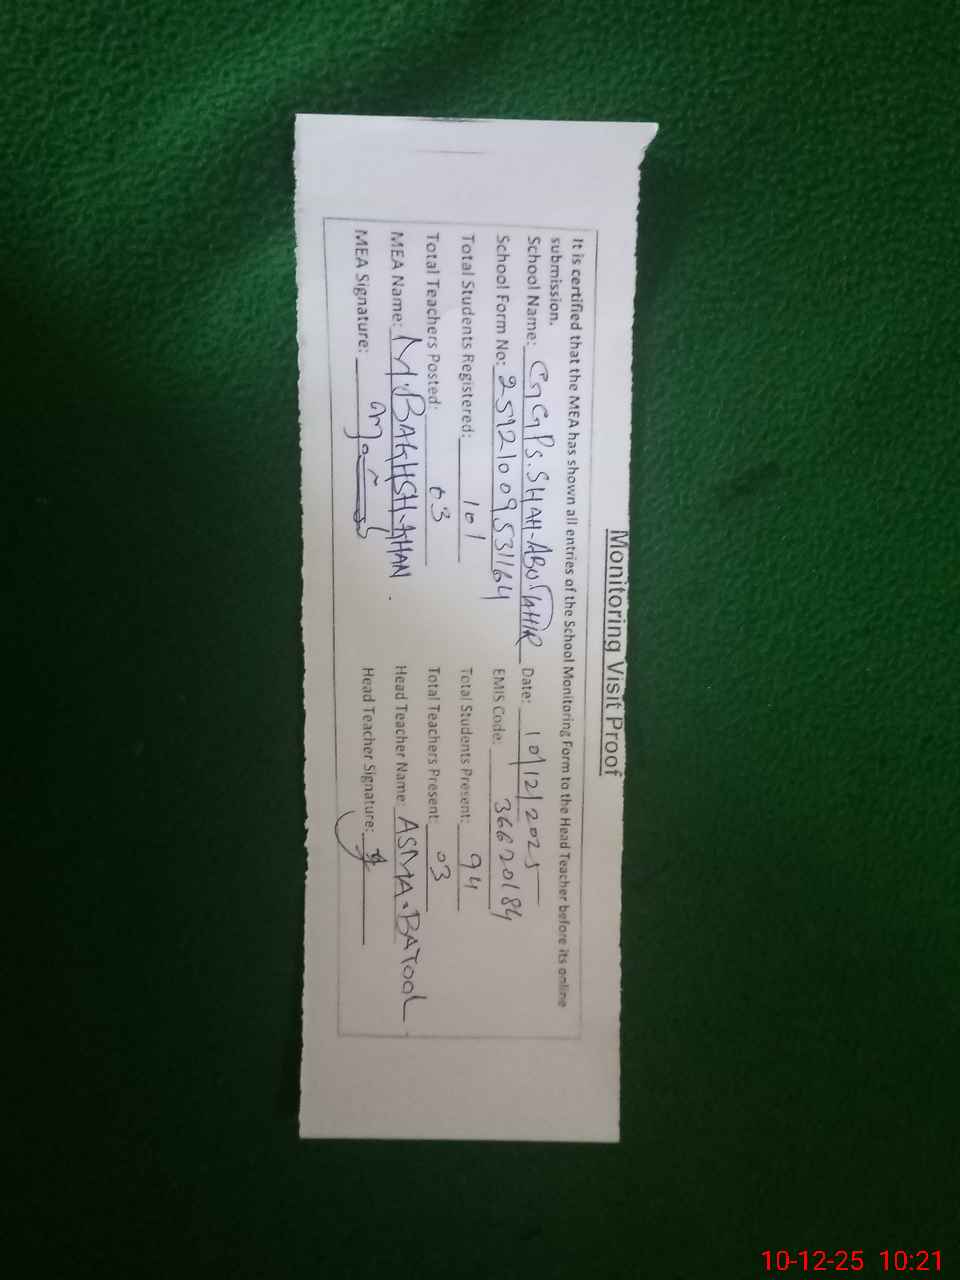 Monitoring Visit Proof
It is certified that the MEA has shown all entries of the School Monitoring Form to the Head Teacher before its online
submission.
School Name: GGPS. SHAH-ABU TAHIR Date: 10/12/2025
School Form No: 25921009531164 EMIS Code: 36620184
Total Students Registered: 101 Total Students Present: 94
Total Teachers Posted: 03 Total Teachers Present: 03
MEA Name: M. BAKHSH-KHAN. Head Teacher Name: ASMA. BATOOL
MEA Signature: Head Teacher Signature:
10-12-25 10:21